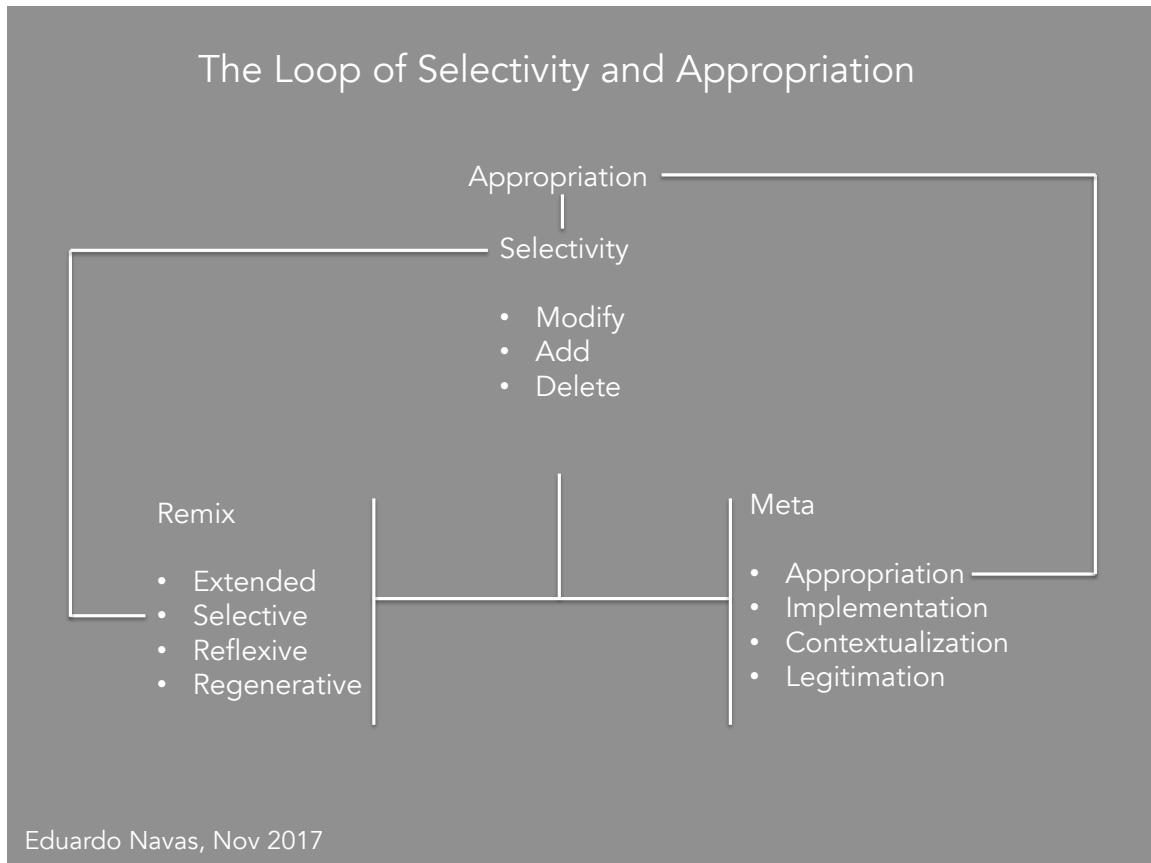 The Loop of Selectivity and Appropriation
Appropriation
Selectivity
• Modify
• Add
• Delete
Remix
• Extended
• Selective
• Reflexive
• Regenerative
Meta
• Appropriation
• Implementation
• Contextualization
• Legitimation
Eduardo Navas, Nov 2017